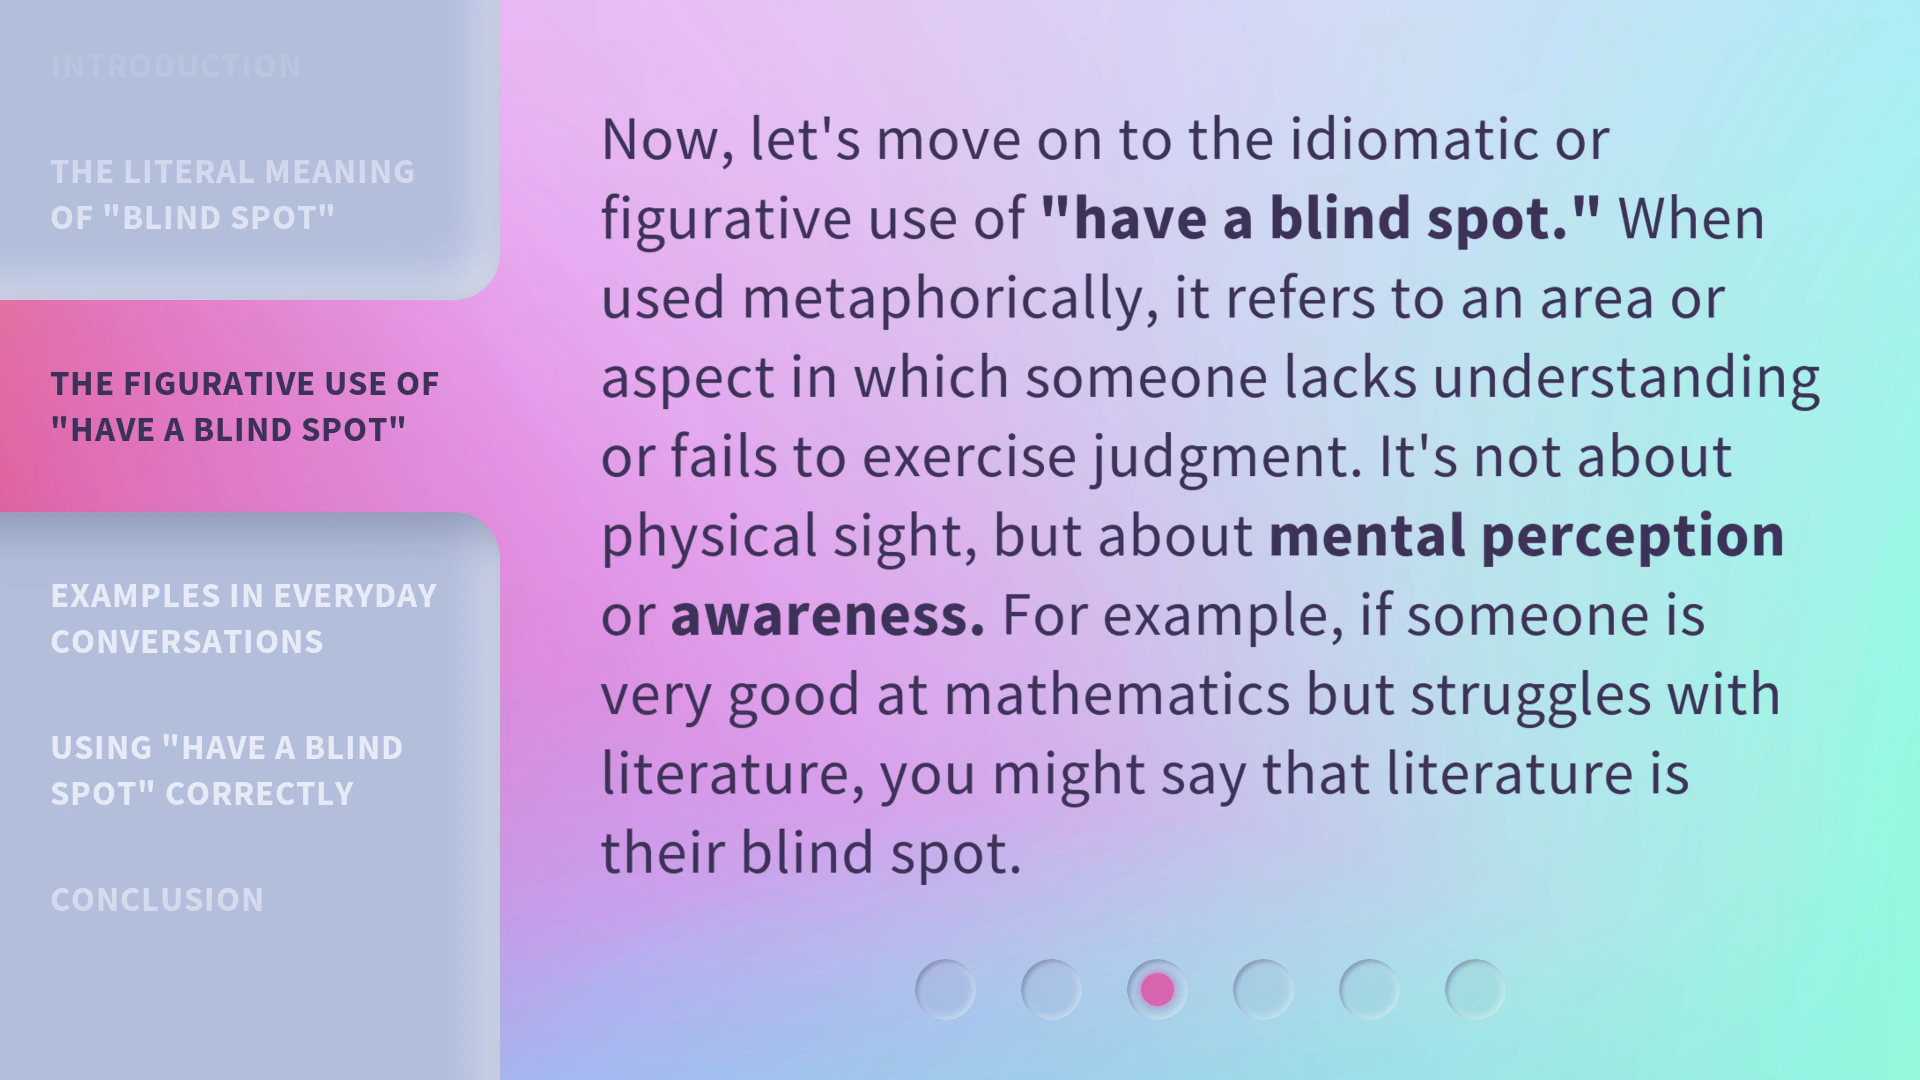 INTRODUCTION
THE LITERAL MEANING
OF "BLIND SPOT"
THE FIGURATIVE USE OF
"HAVE A BLIND SPOT"
EXAMPLES IN EVERYDAY
CONVERSATIONS
USING "HAVE A BLIND
SPOT" CORRECTLY
CONCLUSION
Now, let's move on to the idiomatic or
figurative use of "have a blind spot." When
used metaphorically, it refers to an area or
aspect in which someone lacks understanding
or fails to exercise judgment. It's not about
physical sight, but about mental perception
or awareness. For example, if someone is
very good at mathematics but struggles with
literature, you might say that literature is
their blind spot.